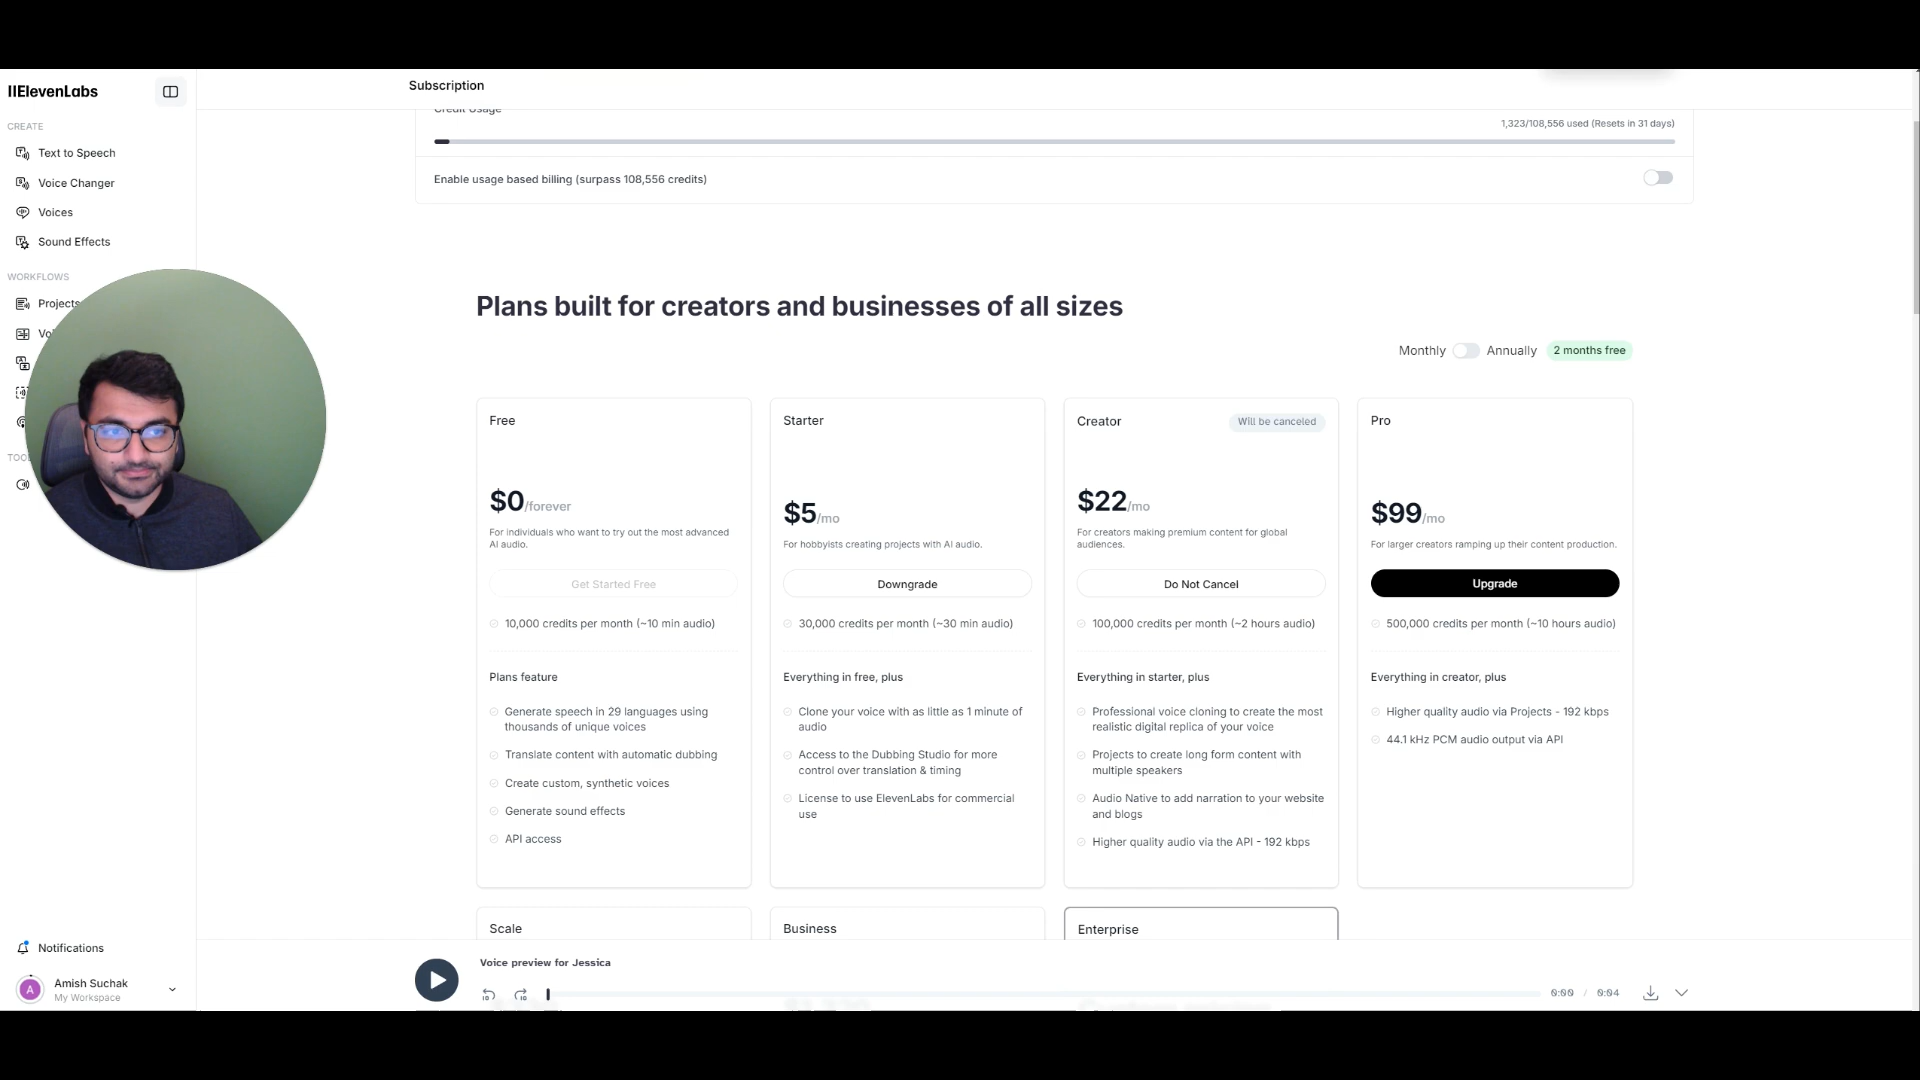 IIElevenLabs
Subscription
CREATE
Text to Speech
Voice Changer
Voices
Sound Effects
WORKFLOWS
Projects
TOO
Notifications
A
Amish Suchak
My Workspace
Credit Usage
1,323/108,556 used (Resets in 31 days)
Enable usage based billing (surpass 108,556 credits)
Plans built for creators and businesses of all sizes
Monthly Annually 2 months free
Free
$0/forever
For individuals who want to try out the most advanced
AI audio.
Get Started Free
10,000 credits per month (~10 min audio)
Plans feature
Generate speech in 29 languages using
thousands of unique voices
Translate content with automatic dubbing
Create custom, synthetic voices
Generate sound effects
API access
Starter
$5/mo
For hobbyists creating projects with AI audio.
Downgrade
30,000 credits per month (~30 min audio)
Everything in free, plus
Clone your voice with as little as 1 minute of
audio
Access to the Dubbing Studio for more
control over translation & timing
License to use ElevenLabs for commercial
use
Creator Will be canceled
$22/mo
For creators making premium content for global
audiences.
Do Not Cancel
100,000 credits per month (~2 hours audio)
Everything in starter, plus
Professional voice cloning to create the most
realistic digital replica of your voice
Projects to create long form content with
multiple speakers
Audio Native to add narration to your website
and blogs
Higher quality audio via the API - 192 kbps
Pro
$99/mo
For larger creators ramping up their content production.
Upgrade
500,000 credits per month (~10 hours audio)
Everything in creator, plus
Higher quality audio via Projects - 192 kbps
44.1 kHz PCM audio output via API
Scale
Business
Enterprise
Voice preview for Jessica
10 10
0:00 / 0:04